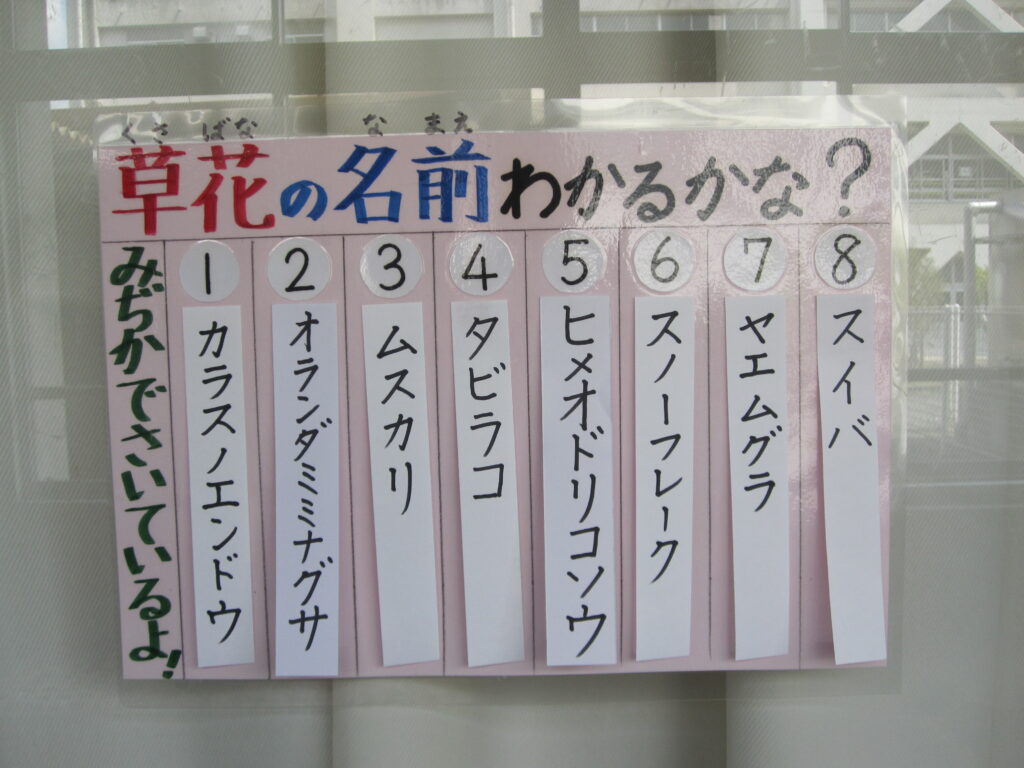 くさ ばな な まえ
草花の名前わかるかな?
みぢかでさいているよ!
1 カラスノエンドウ
2 オランダミミナグサ
3 ムスカリ
4 タビラコ
5 ヒメオドリコソウ
6 スノーフレーク
7 ヤエムグラ
8 スイバ